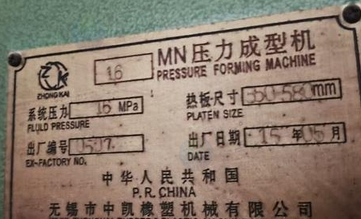 ZHONGKAI
16 MN压力成型机
PRESSURE FORMING MACHINE
系统压力 16 MPa
FLUID PRESSURE
热板尺寸 580 mm
PLATEN SIZE
出厂编号
EX-FACTORY NO.
出厂日期 15 年 05 月
DATE
中华人民共和国
P.R.CHINA
无锡市中凯橡塑机械有限公司